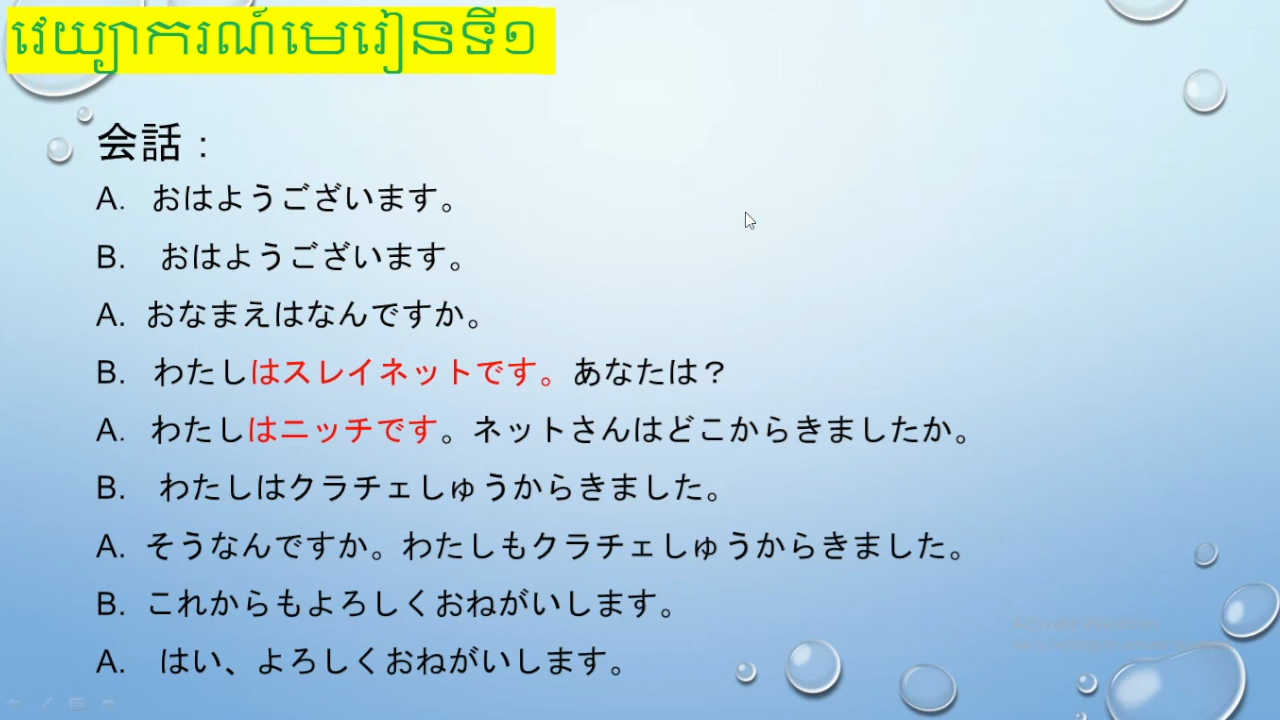 វេយ្យាករណ៍មេរៀនទី១
会話：
A. おはようございます。
B. おはようございます。
A. おなまえはなんですか。
B. わたしはスレイネットです。あなたは？
A. わたしはニッチです。ネットさんはどこからきましたか。
B. わたしはクラチェしゅうからきました。
A. そうなんですか。わたしもクラチェしゅうからきました。
B. これからもよろしくおねがいします。
A. はい、よろしくおねがいします。